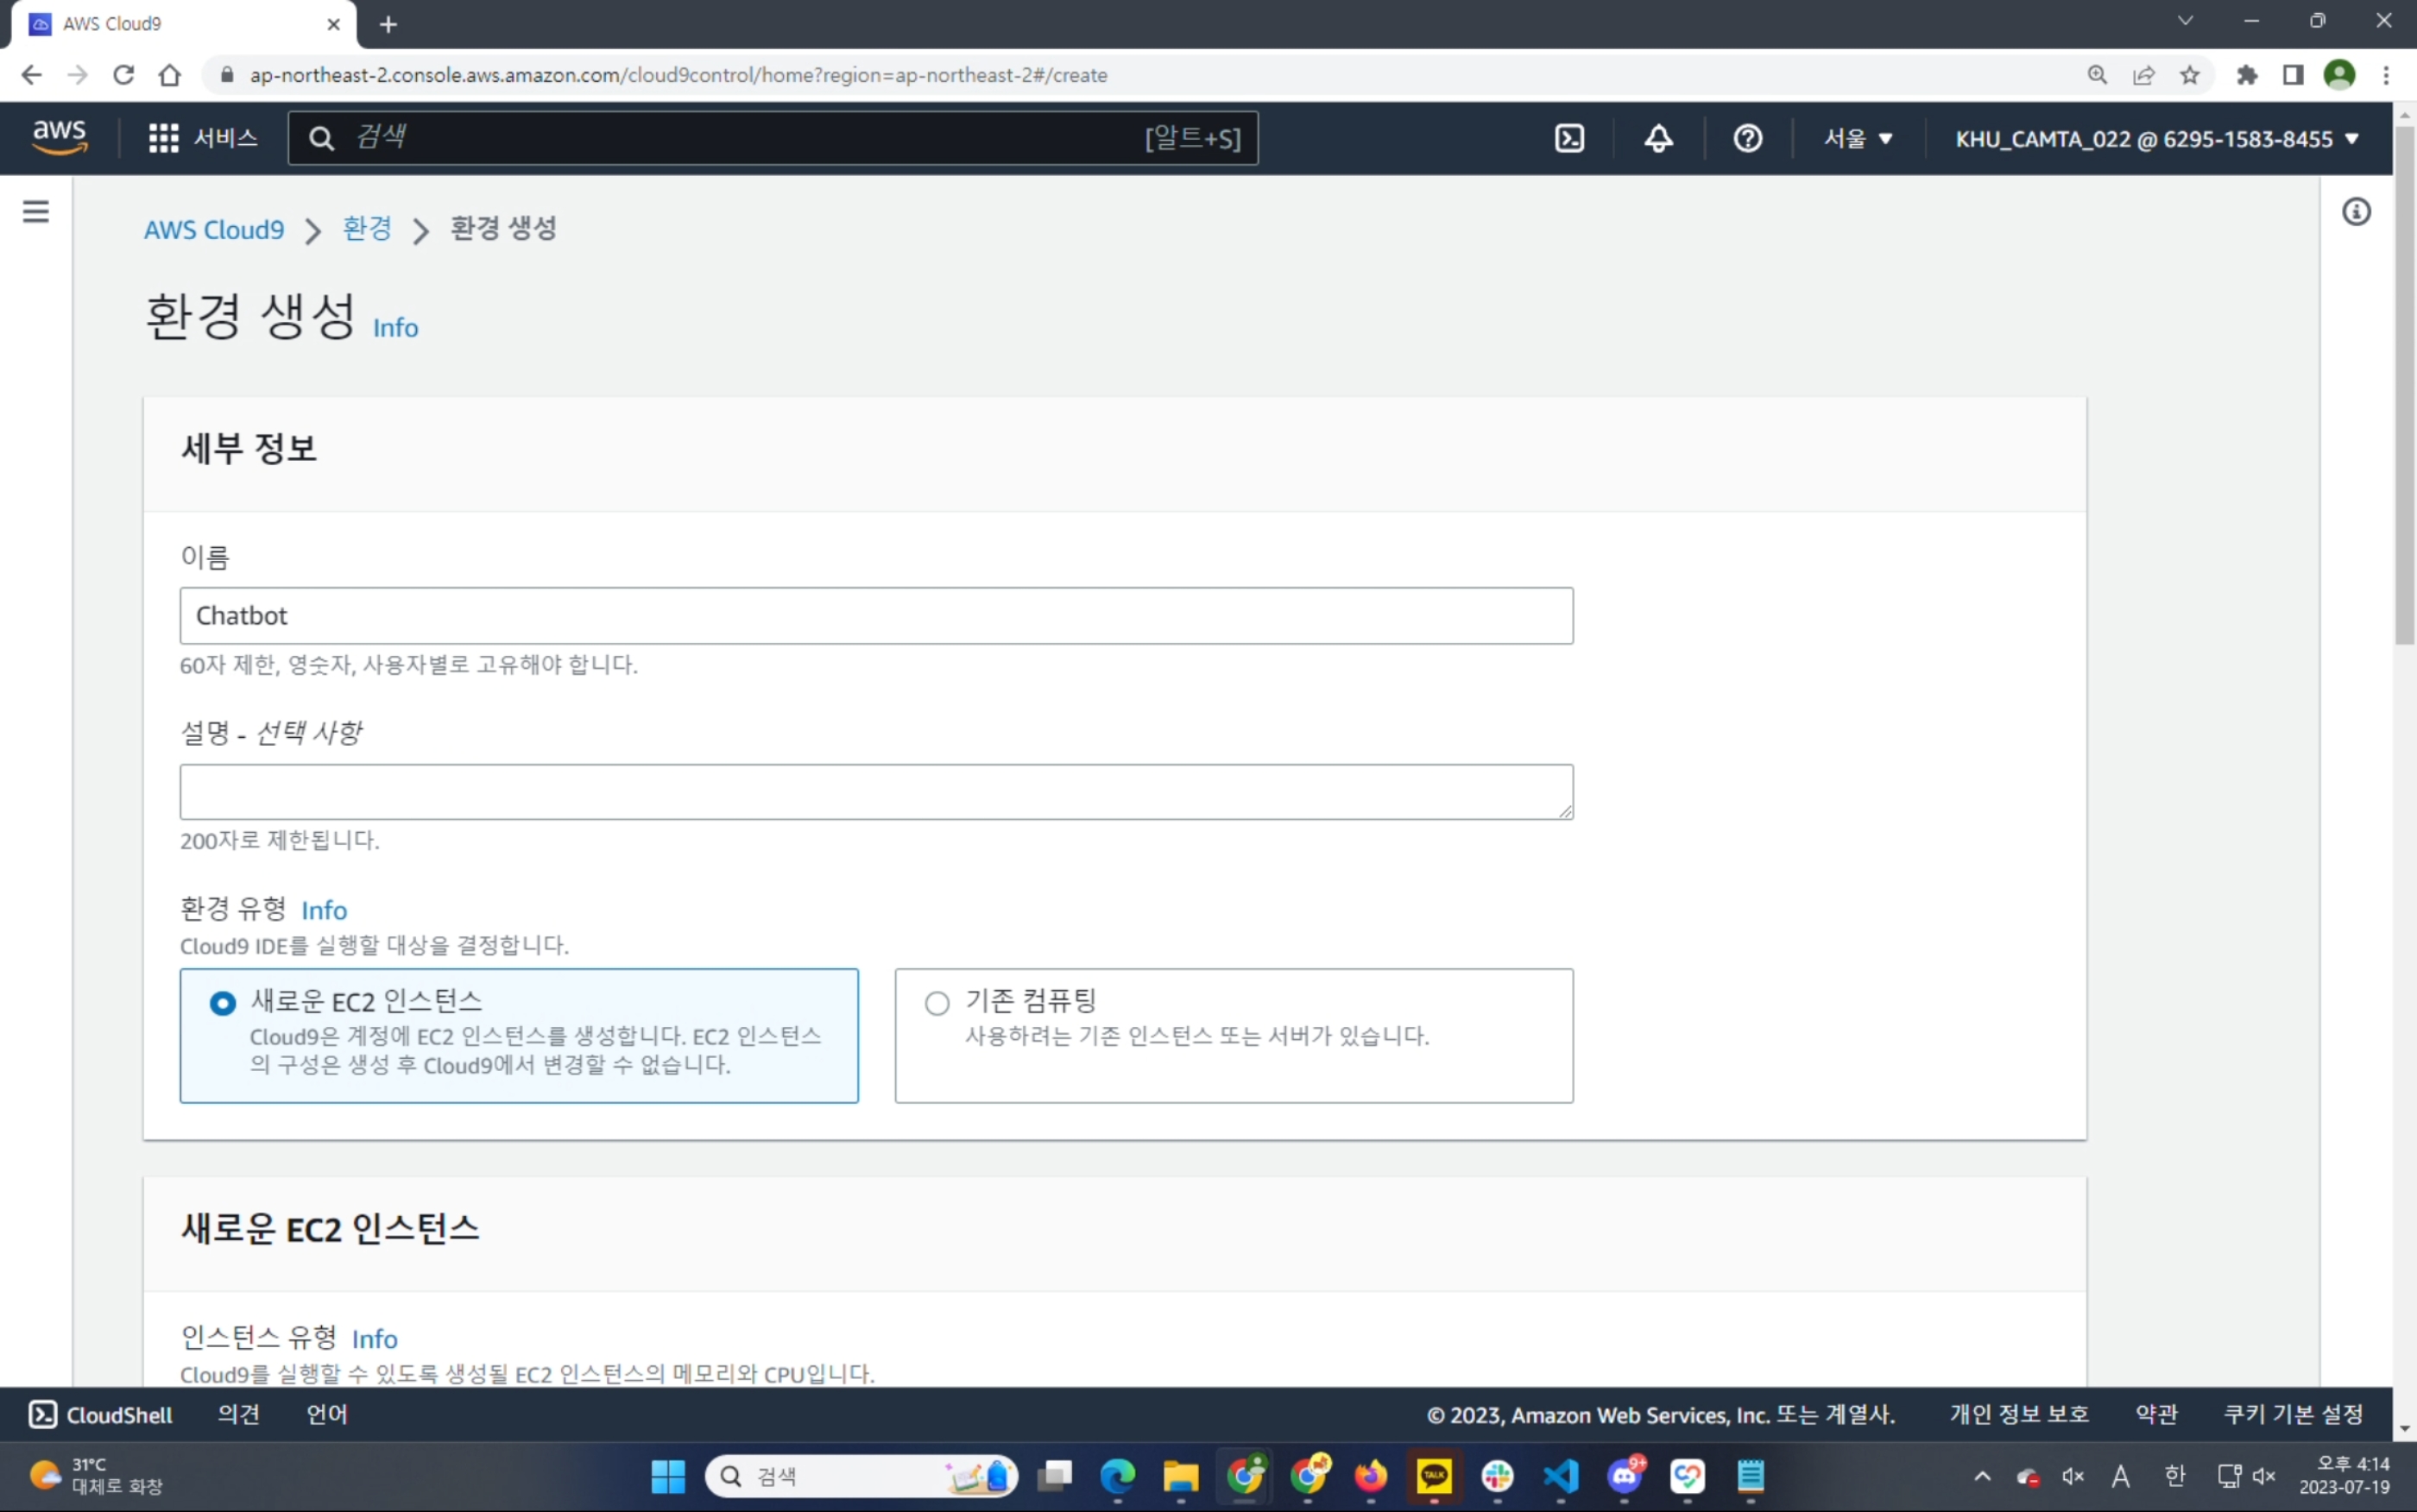 AWS Cloud9
ap-northeast-2.console.aws.amazon.com/cloud9control/home?region=ap-northeast-2#/create
aws
서비스
검색
[알트+S]
서울
KHU_CAMTA_022 @ 6295-1583-8455
AWS Cloud9 > 환경 > 환경 생성
환경 생성 Info
세부 정보
이름
Chatbot
60자 제한, 영숫자, 사용자별로 고유해야 합니다.
설명 - 선택 사항
200자로 제한됩니다.
환경 유형 Info
Cloud9 IDE를 실행할 대상을 결정합니다.
새로운 EC2 인스턴스
Cloud9은 계정에 EC2 인스턴스를 생성합니다. EC2 인스턴스
의 구성은 생성 후 Cloud9에서 변경할 수 없습니다.
기존 컴퓨팅
사용하려는 기존 인스턴스 또는 서버가 있습니다.
새로운 EC2 인스턴스
인스턴스 유형 Info
Cloud9를 실행할 수 있도록 생성될 EC2 인스턴스의 메모리와 CPU입니다.
CloudShell 의견 언어
© 2023, Amazon Web Services, Inc. 또는 계열사. 개인 정보 보호 약관 쿠키 기본 설정
31°C
대체로 화창
검색
TALK
9+
A 한
오후 4:14
2023-07-19